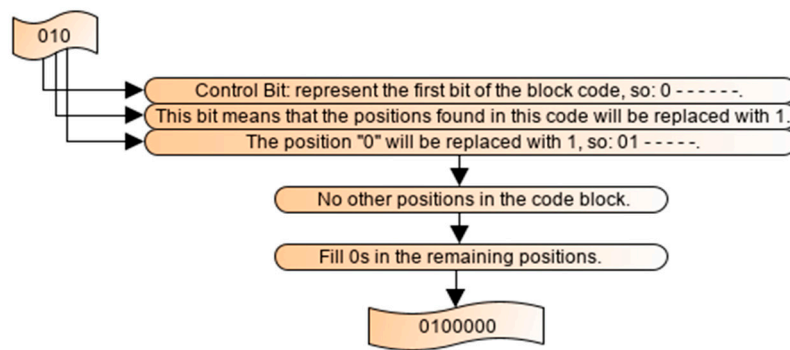 010
Control Bit: represent the first bit of the block code, so: 0 - - - - - -.
This bit means that the positions found in this code will be replaced with 1.
The position "0" will be replaced with 1, so: 01 - - - - -.
No other positions in the code block.
Fill 0s in the remaining positions.
0100000